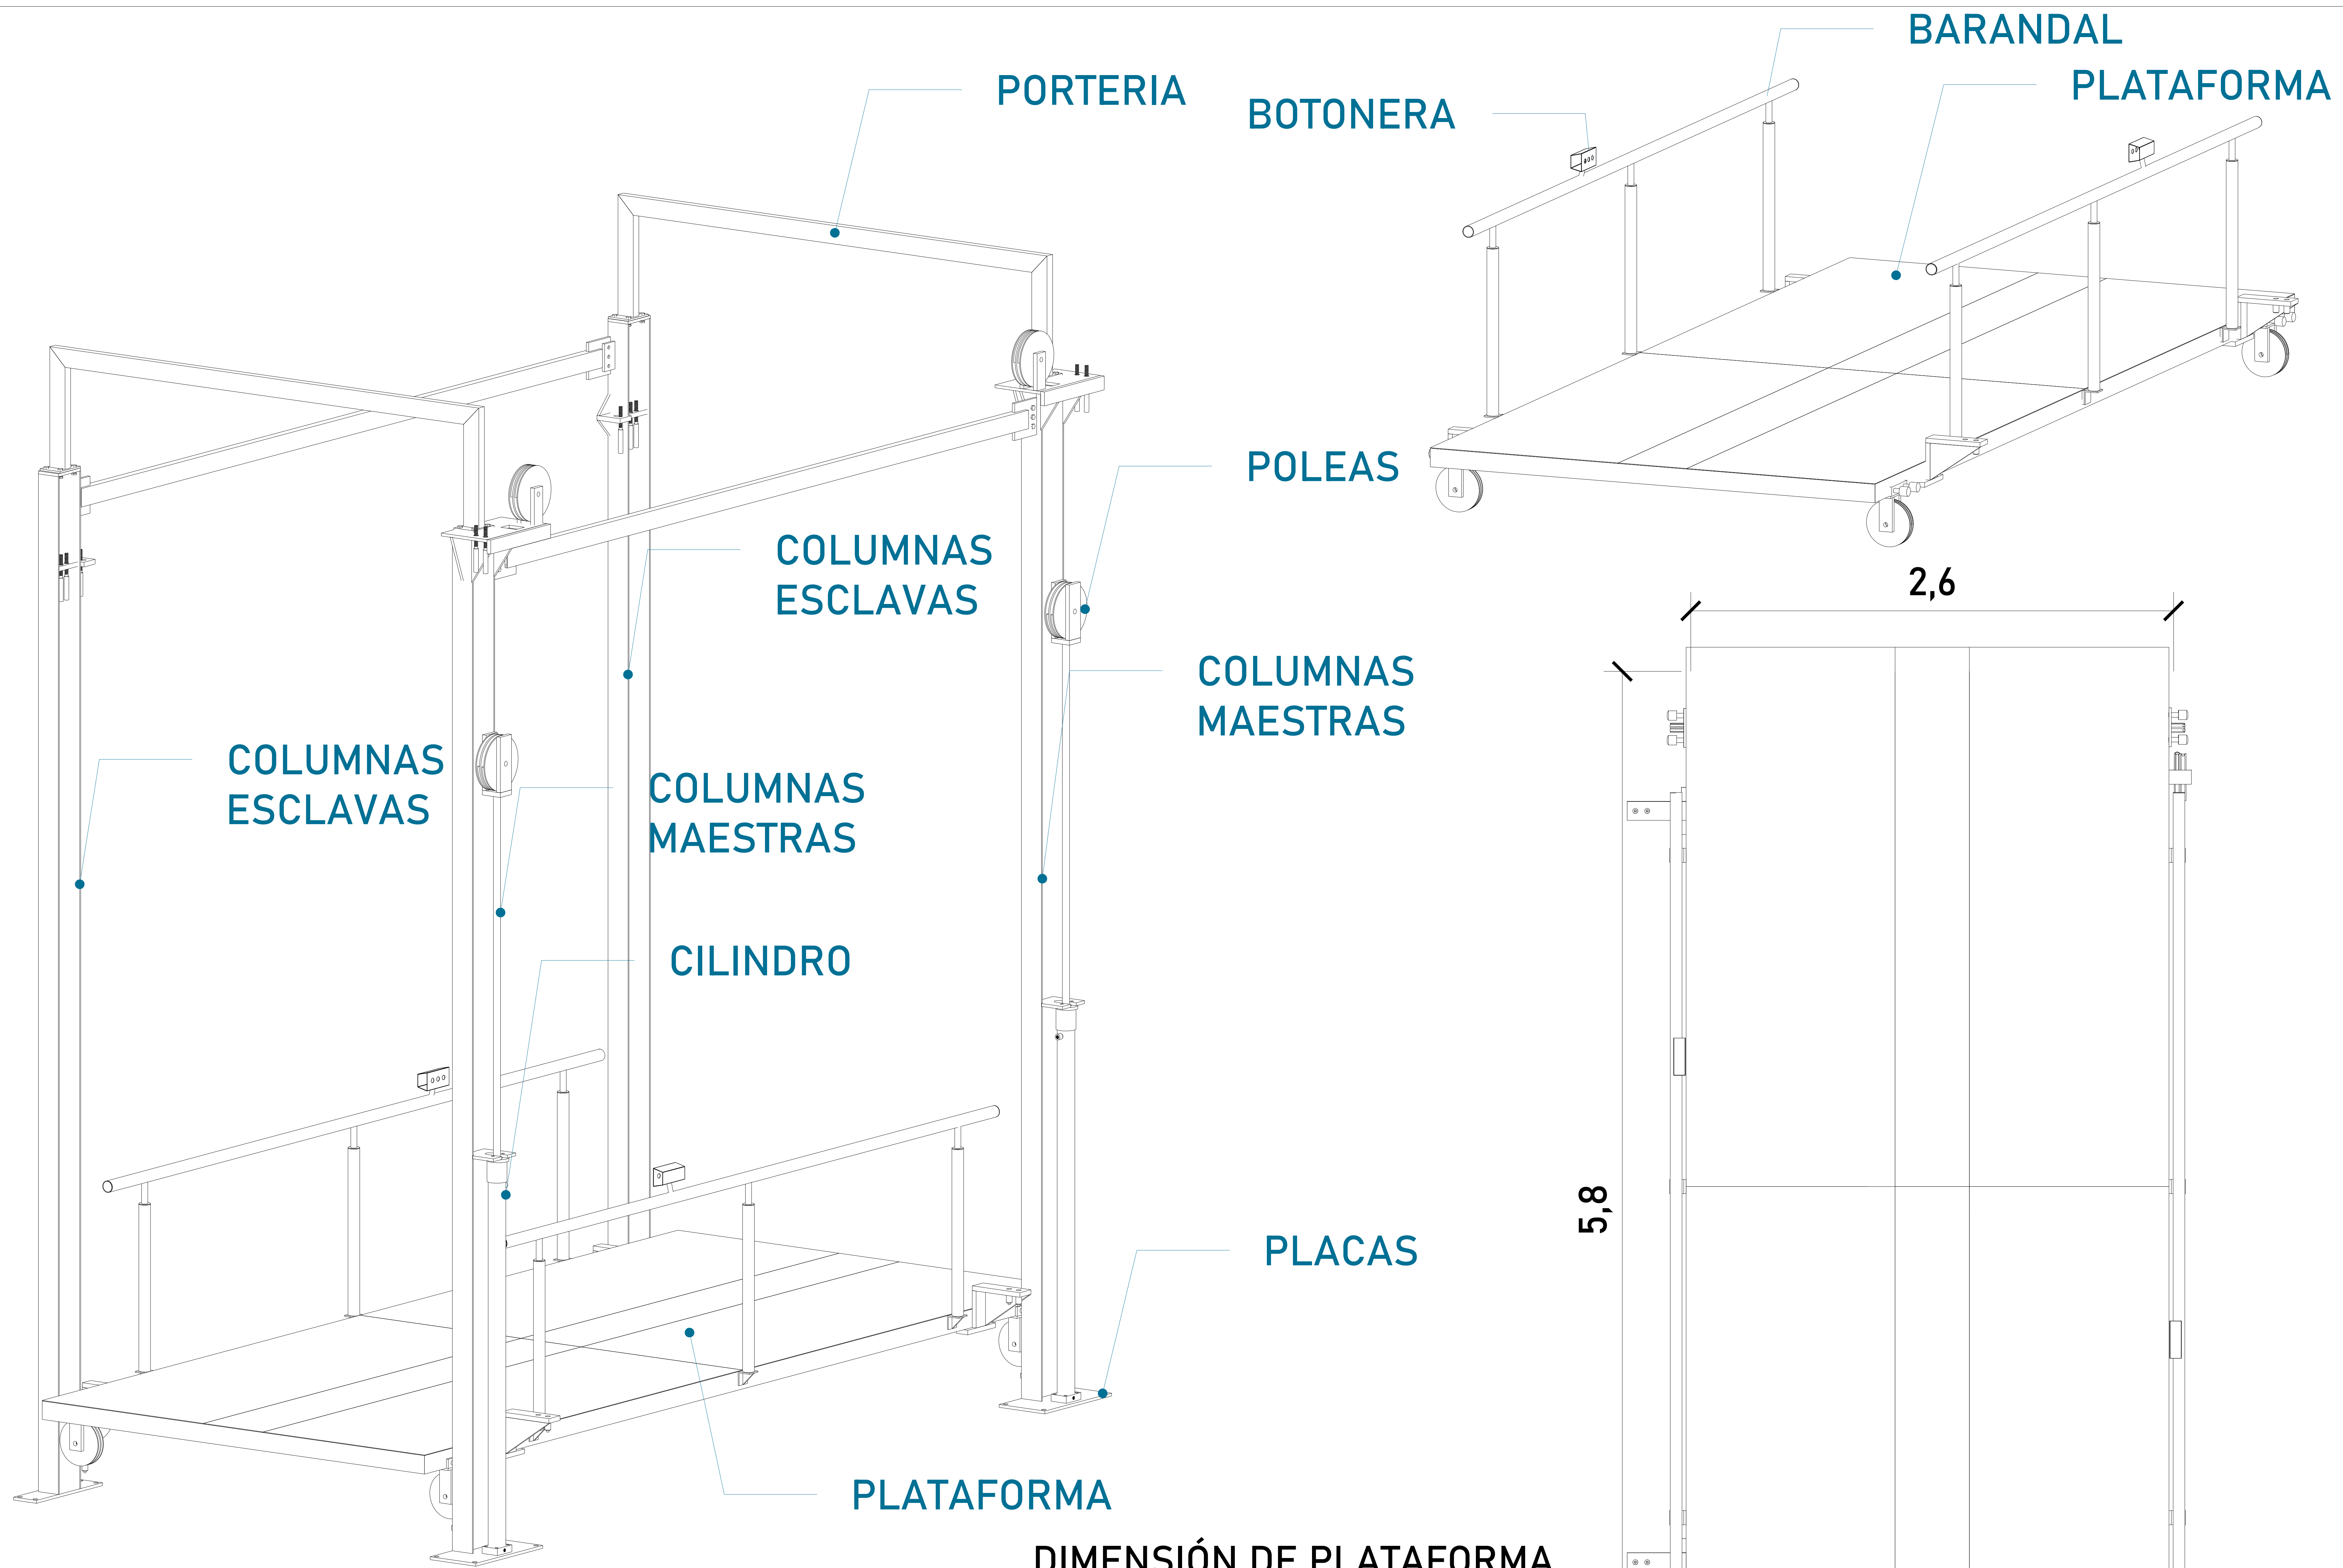 BARANDAL
PLATAFORMA
PORTERIA
BOTONERA
POLEAS
COLUMNAS
ESCLAVAS
2,6
COLUMNAS
MAESTRAS
COLUMNAS
ESCLAVAS
COLUMNAS
MAESTRAS
CILINDRO
5,8
PLACAS
PLATAFORMA
DIMENSIÓN DE PLATAFORMA